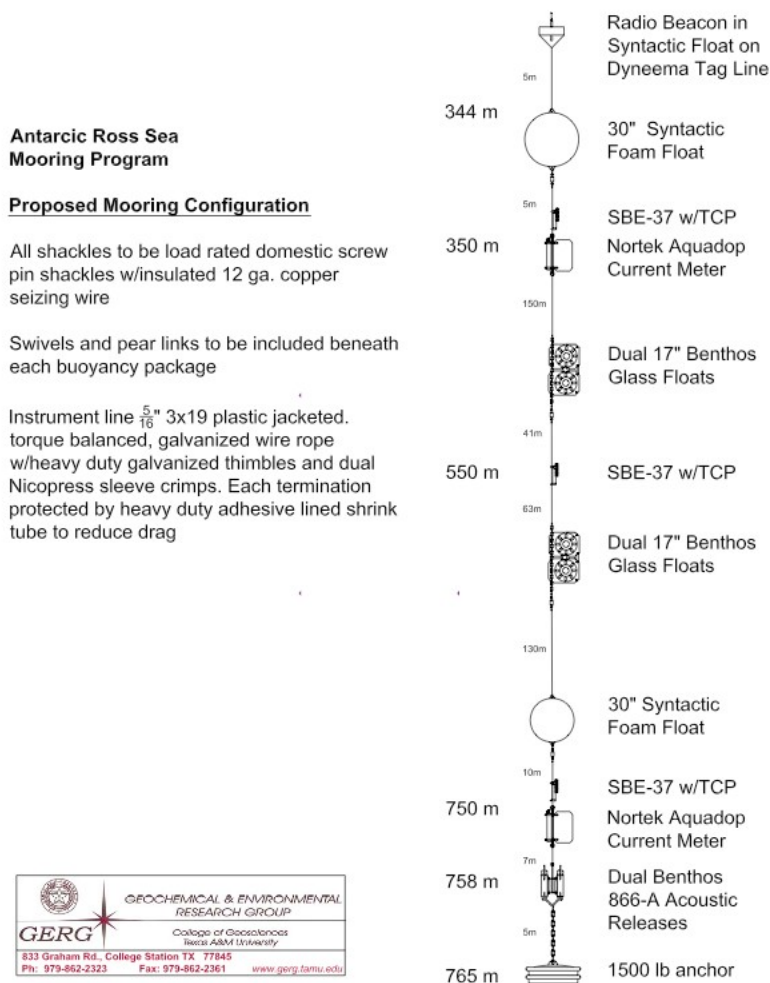 Antarcic Ross Sea
Mooring Program
Proposed Mooring Configuration
All shackles to be load rated domestic screw
pin shackles w/insulated 12 ga. copper
seizing wire
Swivels and pear links to be included beneath
each buoyancy package
Instrument line 5/16" 3x19 plastic jacketed.
torque balanced, galvanized wire rope
w/heavy duty galvanized thimbles and dual
Nicopress sleeve crimps. Each termination
protected by heavy duty adhesive lined shrink
tube to reduce drag
Radio Beacon in
Syntactic Float on
Dyneema Tag Line
5m
344 m
30" Syntactic
Foam Float
5m
SBE-37 w/TCP
350 m
Nortek Aquadop
Current Meter
150m
Dual 17" Benthos
Glass Floats
41m
550 m
SBE-37 w/TCP
63m
Dual 17" Benthos
Glass Floats
130m
30" Syntactic
Foam Float
10m
SBE-37 w/TCP
750 m
Nortek Aquadop
Current Meter
7m
758 m
Dual Benthos
866-A Acoustic
Releases
5m
765 m
1500 lb anchor
GERG
GEOCHEMICAL & ENVIRONMENTAL
RESEARCH GROUP
College of Geosciences
Texas A&M University
833 Graham Rd., College Station TX 77845
Ph: 979-862-2323 Fax: 979-862-2361 www.gerg.tamu.edu